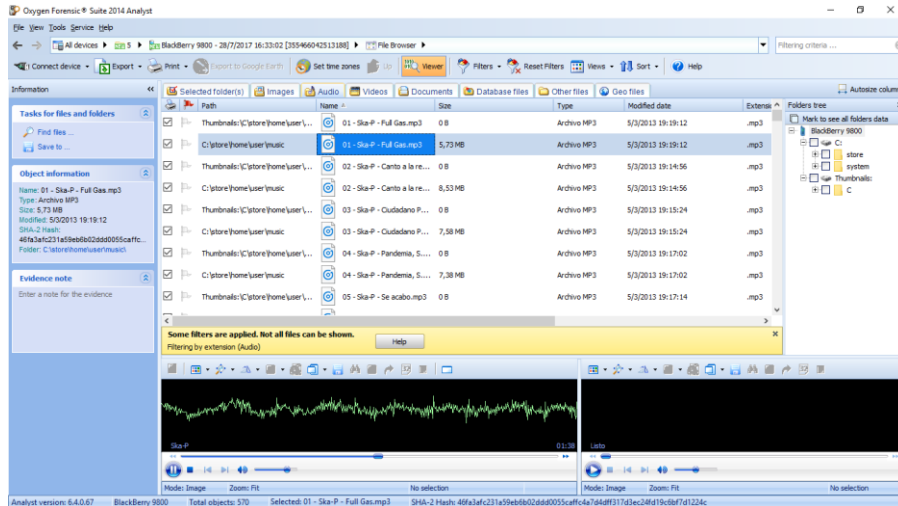 Oxygen Forensic® Suite 2014 Analyst
File View Tools Service Help
All devices 5 BlackBerry 9800 - 28/7/2017 16:33:02 [355466042513188] File Browser Filtering criteria ...
Connect device Export Print Export to Google Earth Set time zones Up Viewer Filters Reset Filters Views Sort Help
Information
Selected folder(s) Images Audio Videos Documents Database files Other files Geo files Autosize colum
Path Name Size Type Modified date Extensi
Thumbnails:\C\store\home\user\... 01 - Ska-P - Full Gas.mp3 0 B Archivo MP3 5/3/2013 19:19:12 .mp3
C:\store\home\user\music 01 - Ska-P - Full Gas.mp3 5,73 MB Archivo MP3 5/3/2013 19:19:12 .mp3
Thumbnails:\C\store\home\user\... 02 - Ska-P - Canto a la re... 0 B Archivo MP3 5/3/2013 19:14:56 .mp3
C:\store\home\user\music 02 - Ska-P - Canto a la re... 8,53 MB Archivo MP3 5/3/2013 19:14:56 .mp3
Thumbnails:\C\store\home\user\... 03 - Ska-P - Ciudadano P... 0 B Archivo MP3 5/3/2013 19:15:24 .mp3
C:\store\home\user\music 03 - Ska-P - Ciudadano P... 7,58 MB Archivo MP3 5/3/2013 19:15:24 .mp3
Thumbnails:\C\store\home\user\... 04 - Ska-P - Pandemia, S.... 0 B Archivo MP3 5/3/2013 19:17:02 .mp3
C:\store\home\user\music 04 - Ska-P - Pandemia, S.... 7,38 MB Archivo MP3 5/3/2013 19:17:02 .mp3
Thumbnails:\C\store\home\user\... 05 - Ska-P - Se acabo.mp3 0 B Archivo MP3 5/3/2013 19:17:14 .mp3
Tasks for files and folders
Find files ...
Save to ...
Object information
Name: 01 - Ska-P - Full Gas.mp3
Type: Archivo MP3
Size: 5,73 MB
Modified: 5/3/2013 19:19:12
SHA-2 Hash:
46fa3afc231a59eb6b02ddd0055caffc...
Folder: C:\store\home\user\music\
Evidence note
Enter a note for the evidence
Folders tree
Mark to see all folders data
BlackBerry 9800
C:
store
system
Thumbnails:
C
Some filters are applied. Not all files can be shown.
Filtering by extension (Audio)
Help
Ska-P 01:38
Listo
Mode: Image Zoom: Fit No selection
Mode: Image Zoom: Fit No selection
Analyst version: 6.4.0.67 BlackBerry 9800 Total objects: 570 Selected: 01 - Ska-P - Full Gas.mp3 SHA-2 Hash: 46fa3afc231a59eb6b02ddd0055caffc4a7d4dff317d3ec24fd19c6bf7d1224c